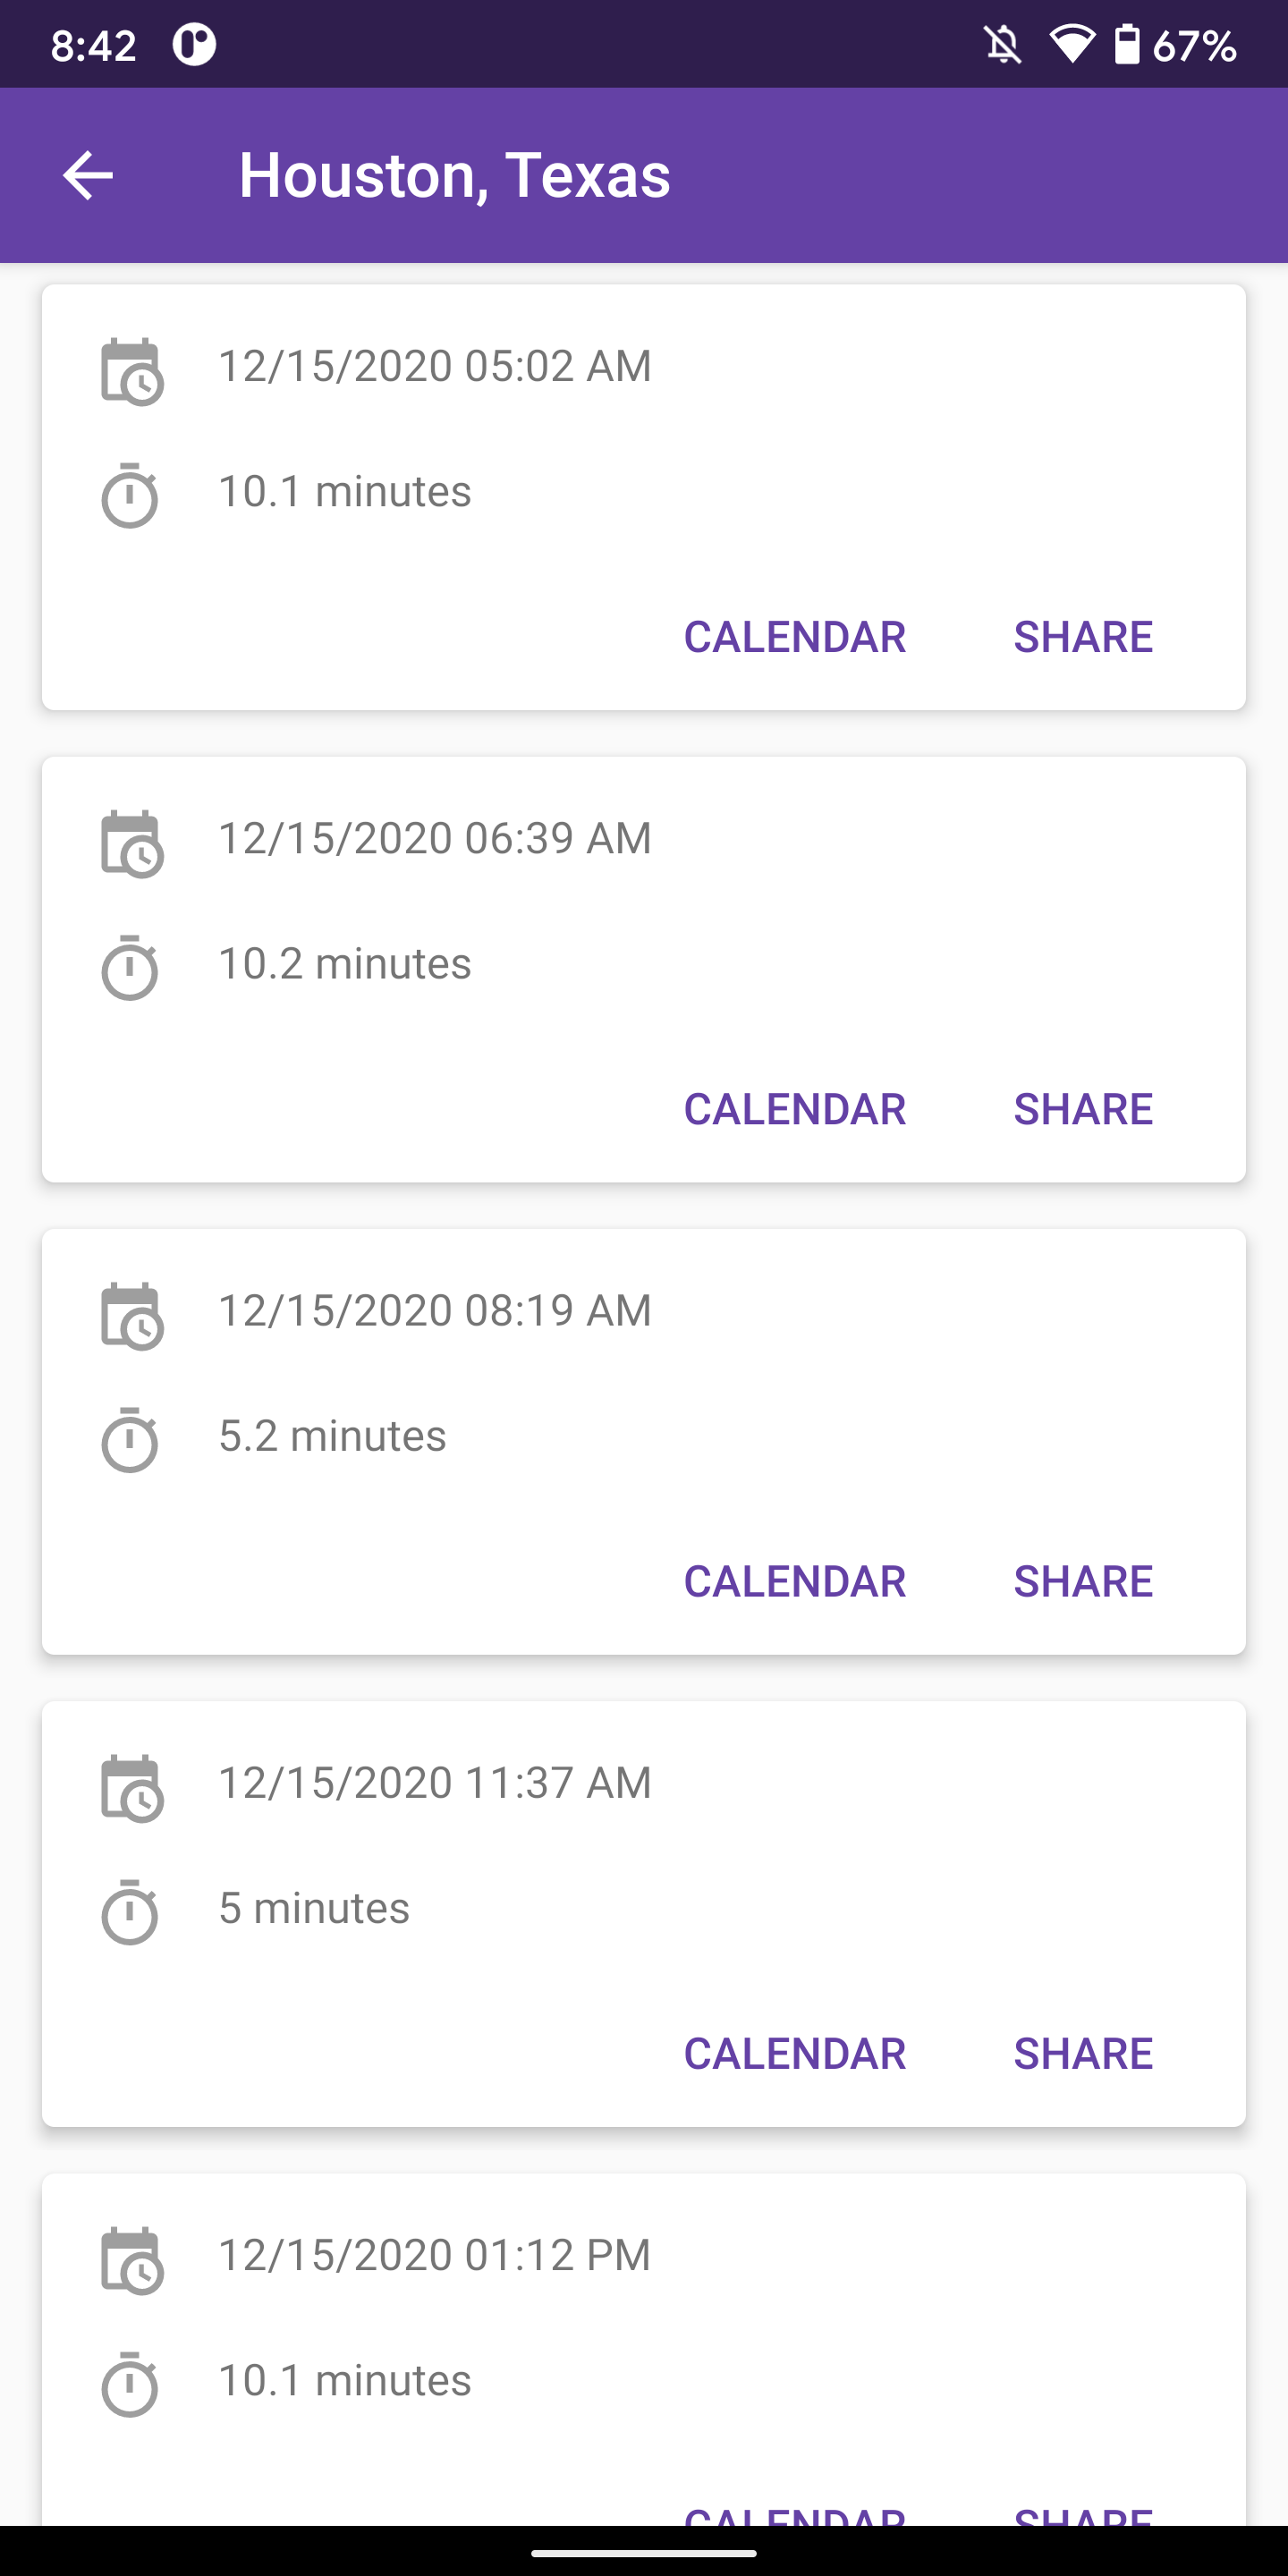 8:42 67%
Houston, Texas
12/15/2020 05:02 AM
10.1 minutes
CALENDAR SHARE
12/15/2020 06:39 AM
10.2 minutes
CALENDAR SHARE
12/15/2020 08:19 AM
5.2 minutes
CALENDAR SHARE
12/15/2020 11:37 AM
5 minutes
CALENDAR SHARE
12/15/2020 01:12 PM
10.1 minutes
CALENDAR SHARE